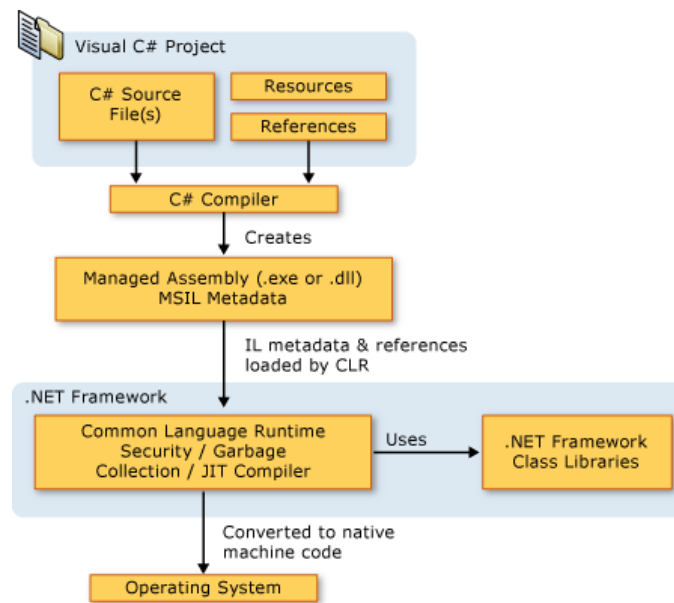 Visual C# Project
C# Source
File(s)
Resources
References
C# Compiler
Creates
Managed Assembly (.exe or .dll)
MSIL Metadata
IL metadata & references
loaded by CLR
.NET Framework
Common Language Runtime
Security / Garbage
Collection / JIT Compiler
Uses
.NET Framework
Class Libraries
Converted to native
machine code
Operating System